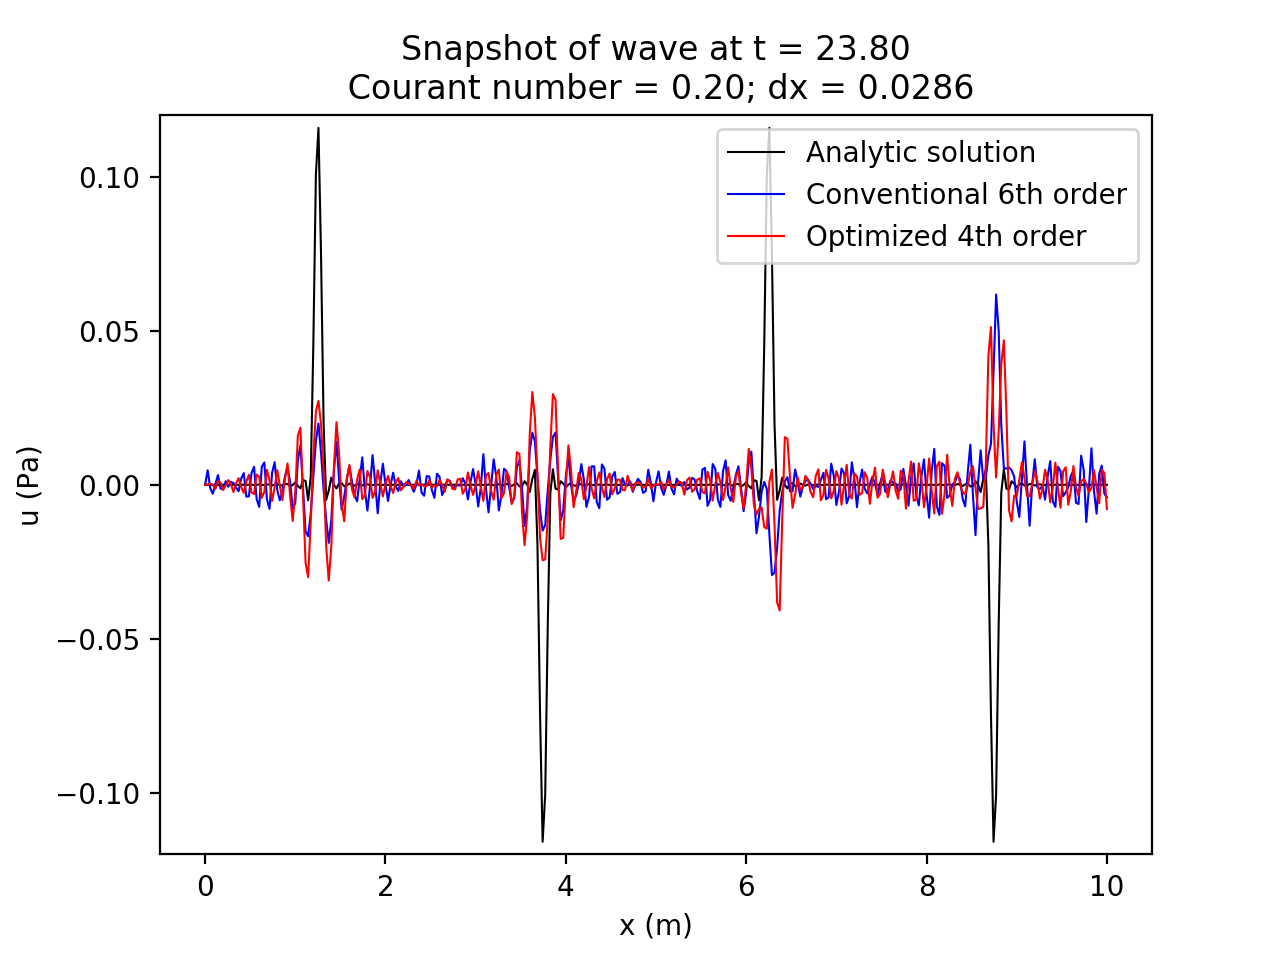 Snapshot of wave at t = 23.80
Courant number = 0.20; dx = 0.0286
Analytic solution
Conventional 6th order
Optimized 4th order
0.10
0.05
0.00
−0.05
−0.10
u (Pa)
0 2 4 6 8 10
x (m)